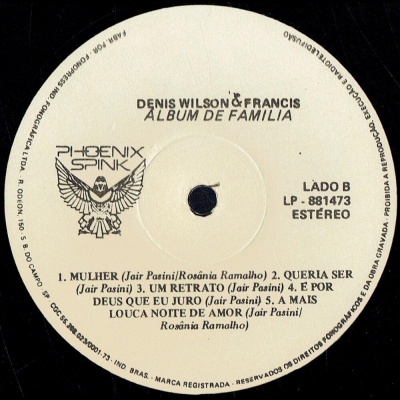 DENIS WILSON & FRANCIS
ÁLBUM DE FAMILIA
PHOENIX
SPINK
LADO B
LP - 881473
ESTÉREO
1. MULHER (Jair Pasini/Rosânia Ramalho) 2. QUERIA SER
(Jair Pasini) 3. UM RETRATO (Jair Pasini) 4. E POR
DEUS QUE EU JURO (Jair Pasini) 5. A MAIS
LOUCA NOITE DE AMOR (Jair Pasini/
Rosânia Ramalho)
FABR. POR - FONOPRESS IND. FONOGRÁFICA LTDA. R. ODEON, 150 - S. B. DO CAMPO - SP - CGC 55.288.023/0001-73 - IND. BRAS. - MARCA REGISTRADA - RESERVADOS OS DIREITOS FONOGRÁFICOS E DA OBRA GRAVADA - PROIBIDA A REPRODUÇÃO, EXECUÇÃO E RADIOTELEDIFUSÃO